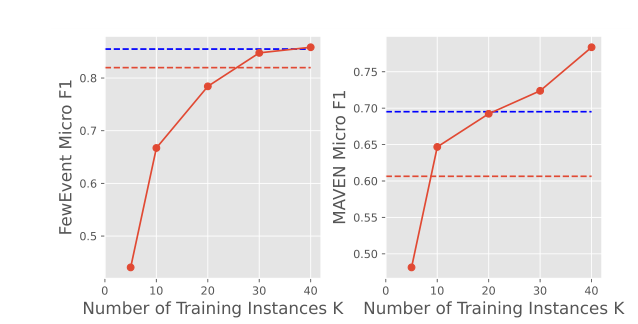 FewEvent Micro F1
0.8
0.7
0.6
0.5
0 10 20 30 40
Number of Training Instances K
MAVEN Micro F1
0.75
0.70
0.65
0.60
0.55
0.50
0 10 20 30 40
Number of Training Instances K